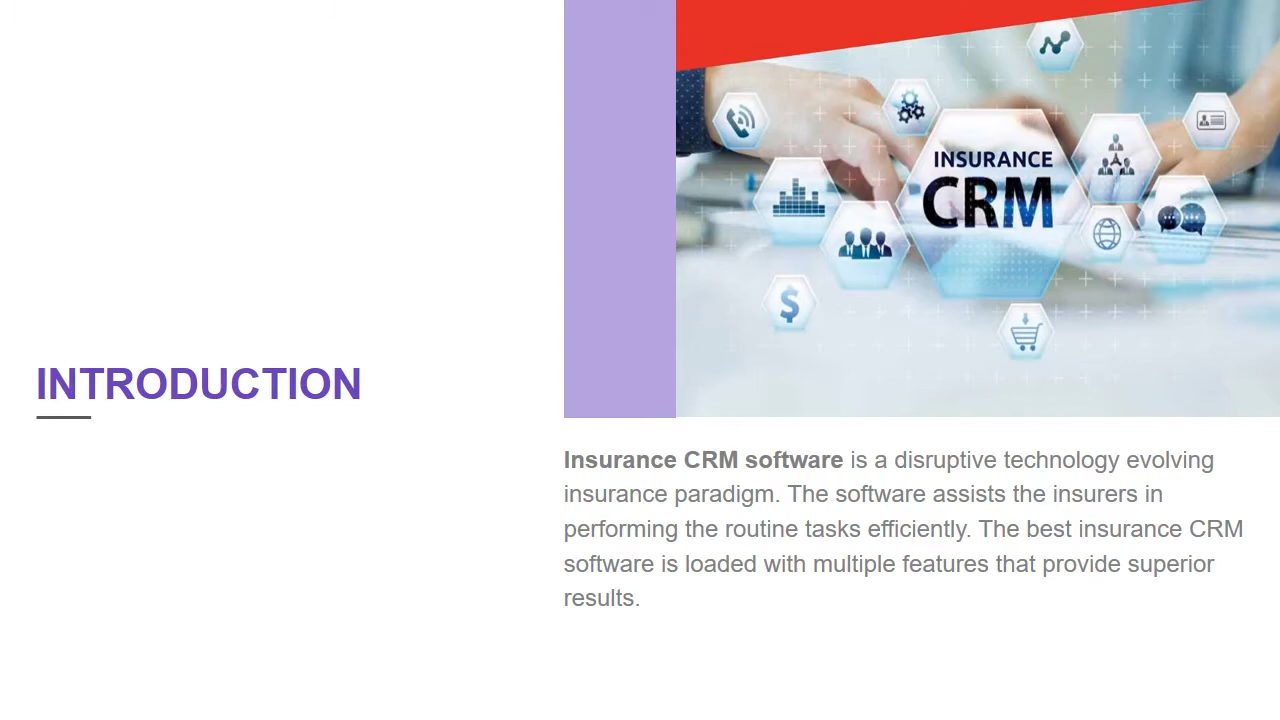 INSURANCE
CRM
INTRODUCTION
Insurance CRM software is a disruptive technology evolving
insurance paradigm. The software assists the insurers in
performing the routine tasks efficiently. The best insurance CRM
software is loaded with multiple features that provide superior
results.